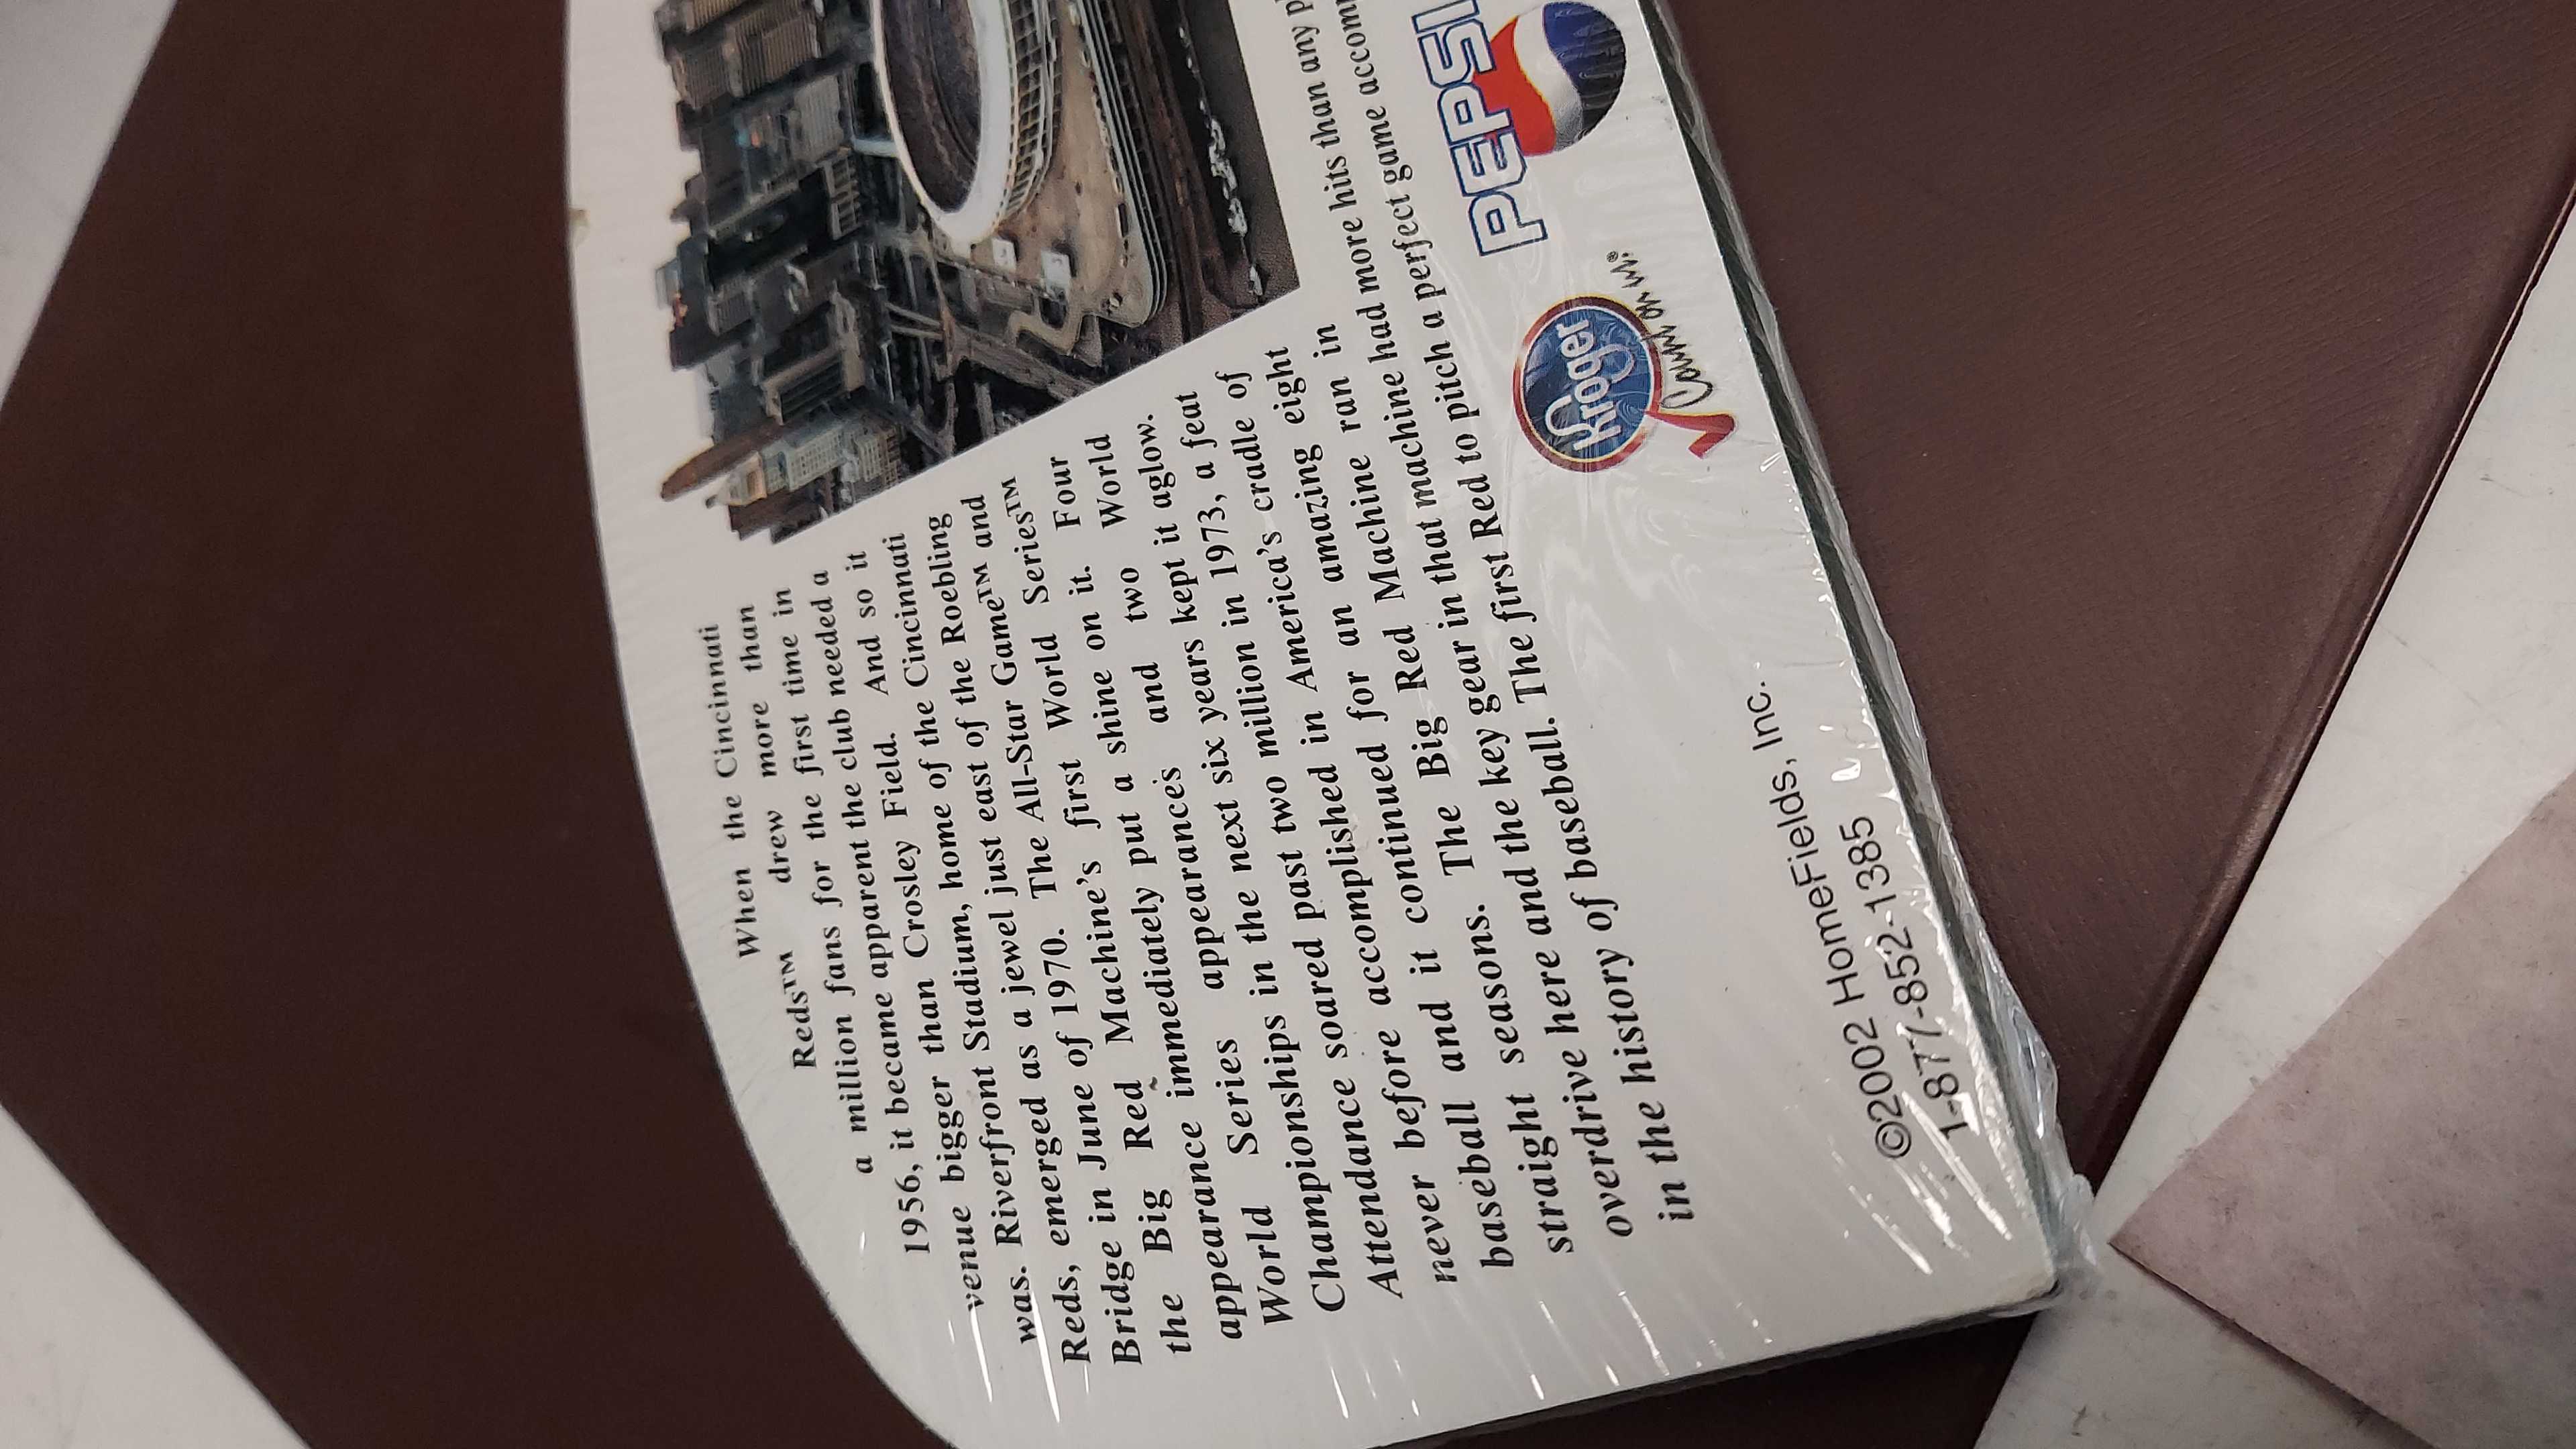 When the Cincinnati
Reds™ drew more than
a million fans for the first time in
1956, it became apparent the club needed a
venue bigger than Crosley Field. And so it
was. Riverfront Stadium, home of the Cincinnati
Reds, emerged as a jewel just east of the Roebling
Bridge in June of 1970. The All-Star Game™ and
the Big Red Machine's first World Series™
appearance immediately put a shine on it. Four
World Series appearances and two World
Championships in the next six years kept it aglow.
Attendance soared past two million in 1973, a feat
never before accomplished in America's cradle of
baseball and it continued for an amazing eight
straight seasons. The Big Red Machine ran in
overdrive here and the key gear in that machine had more hits than any
in the history of baseball. The first Red to pitch a perfect game
Kroger
PEPSI
©2002 HomeFields, Inc.
1-877-852-1385